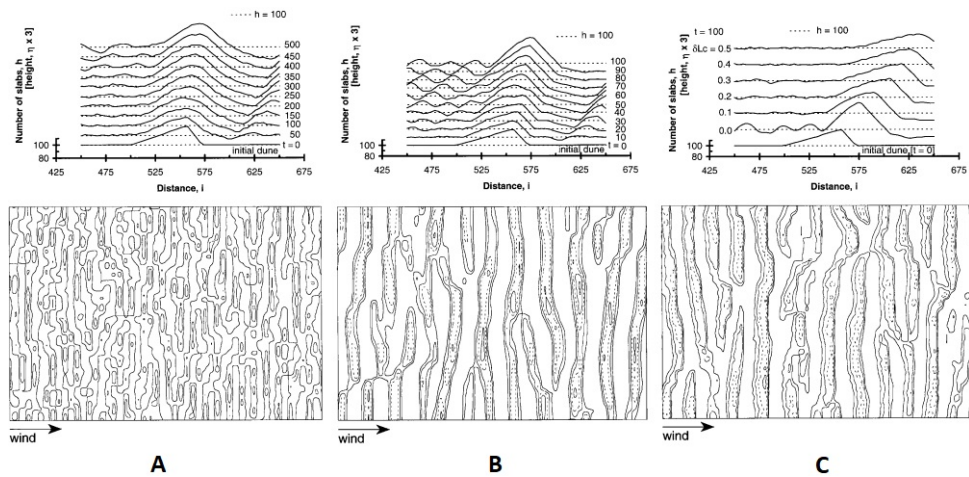 Number of slabs, h
[height, η x 3]
---- h = 100
500
450
400
350
300
250
200
150
100
50
t = 0
initial dune
100
80
425 475 525 575 625 675
Distance, i
wind
A
Number of slabs, h
[height, η x 3]
---- h = 100
100
90
80
70
60
50
40
30
20
10
t = 0
initial dune
100
80
425 475 525 575 625 675
Distance, i
wind
B
Number of slabs, h
[height, η x 3]
t = 100 ---- h = 100
δLc = 0.5
0.4
0.3
0.2
0.1
0.0
initial dune [t = 0]
100
80
425 475 525 575 625 675
Distance, i
wind
C